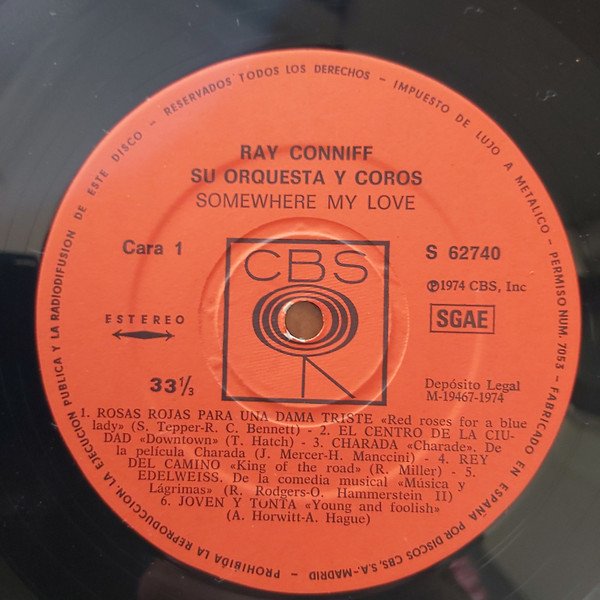 RESERVADOS TODOS LOS DERECHOS - IMPUESTO DE LUJO A METALICO - PERMISO NUM. 7053 - FABRICADO EN ESPAÑA POR DISCOS CBS, S.A.-MADRID - PROHIBIDA LA REPRODUCCION, LA EJECUCION PUBLICA Y LA RADIODIFUSION DE ESTE DISCO -
RAY CONNIFF
SU ORQUESTA Y COROS
SOMEWHERE MY LOVE
Cara 1
S 62740
CBS
℗1974 CBS, Inc
ESTEREO
SGAE
33⅓
Depósito Legal
M-19467-1974
1. ROSAS ROJAS PARA UNA DAMA TRISTE «Red roses for a blue
lady» (S. Tepper-R. C. Bennett) - 2. EL CENTRO DE LA CIU-
DAD «Downtown» (T. Hatch) - 3. CHARADA «Charade». De
la película Charada (J. Mercer-H. Manccini) - 4. REY
DEL CAMINO «King of the road» (R. Miller) - 5.
EDELWEISS. De la comedia musical «Música y
Lágrimas» (R. Rodgers-O. Hammerstein II)
6. JOVEN Y TONTA «Young and foolish»
(A. Horwitt-A. Hague)